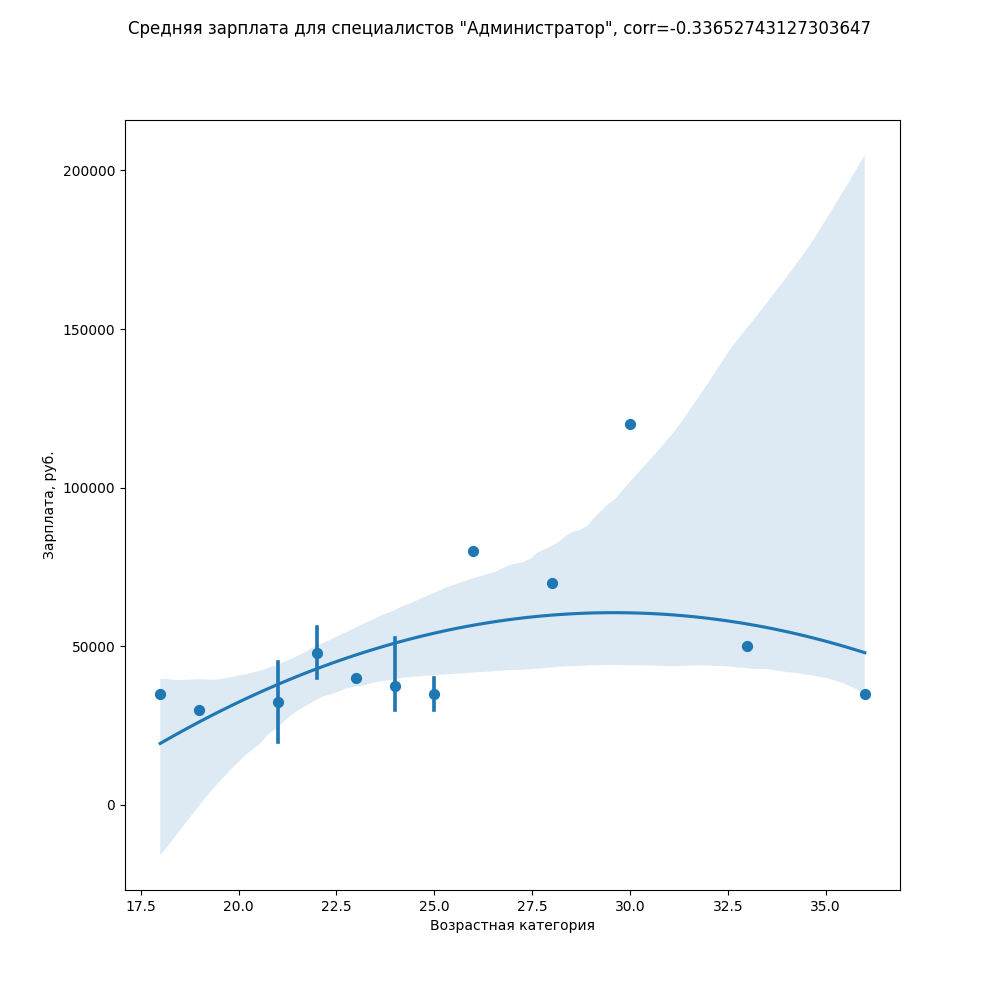 Средняя зарплата для специалистов "Администратор", corr=-0.33652743127303647
200000
150000
100000
50000
0
Зарплата, руб.
17.5 20.0 22.5 25.0 27.5 30.0 32.5 35.0
Возрастная категория